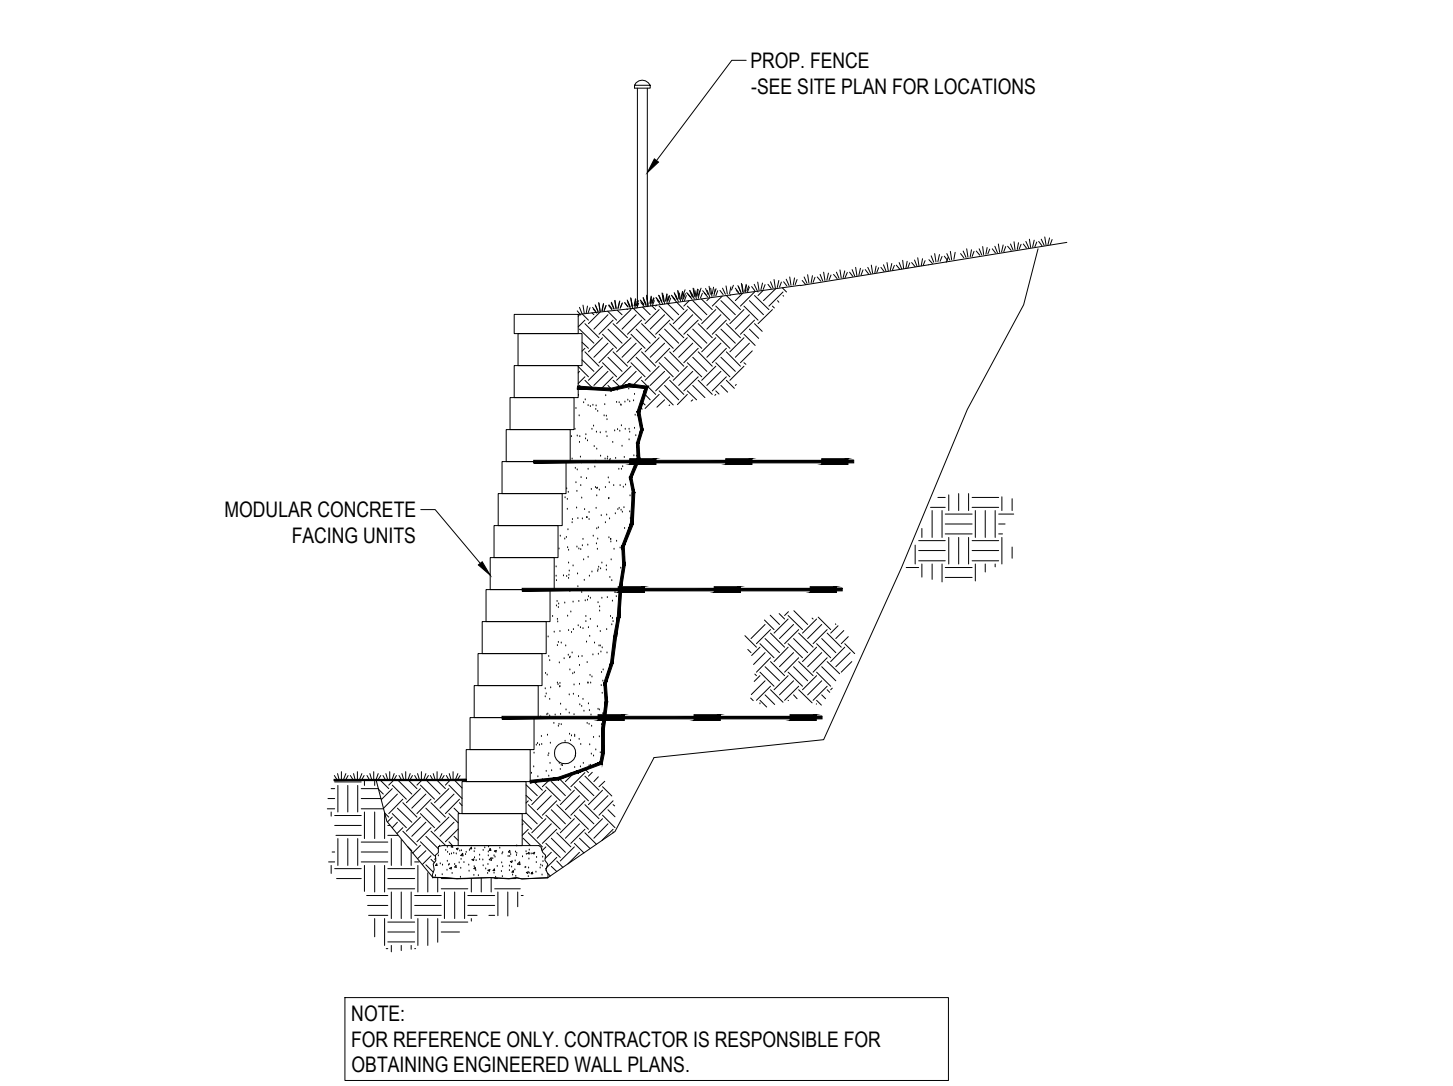 PROP. FENCE
-SEE SITE PLAN FOR LOCATIONS
MODULAR CONCRETE
FACING UNITS
NOTE:
FOR REFERENCE ONLY. CONTRACTOR IS RESPONSIBLE FOR
OBTAINING ENGINEERED WALL PLANS.